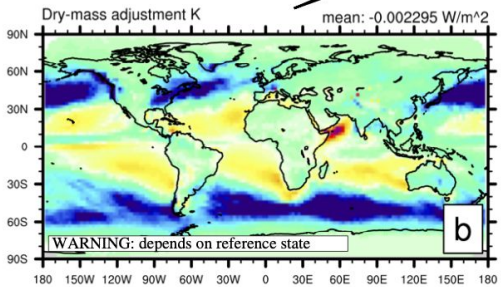 Dry-mass adjustment K mean: -0.002295 W/m^2
90N
60N
30N
0
30S
60S
90S
WARNING: depends on reference state
b
180 150W 120W 90W 60W 30W 0 30E 60E 90E 120E 150E 180